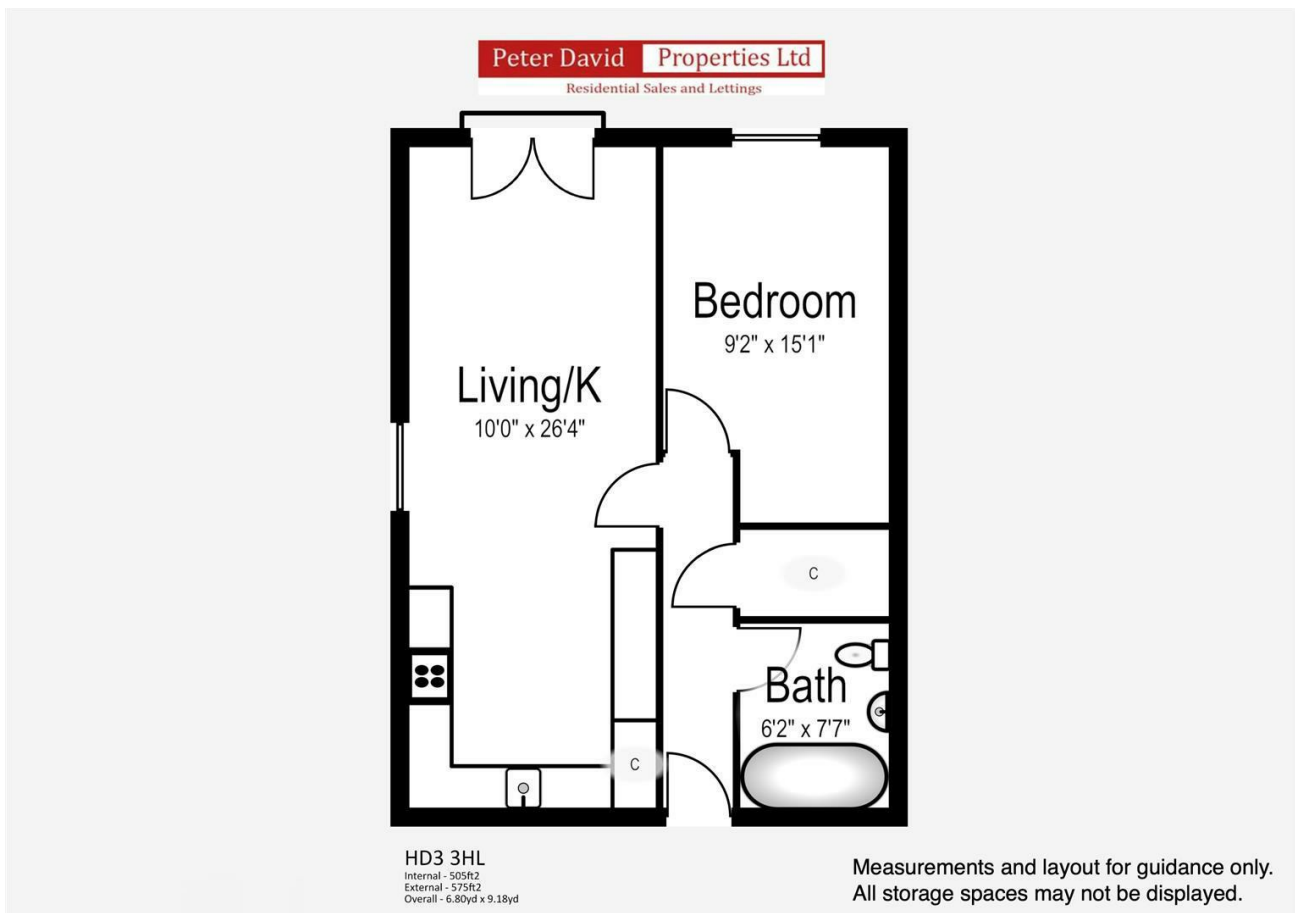 Peter David Properties Ltd
Residential Sales and Lettings
Bedroom
9'2" x 15'1"
Living/K
10'0" x 26'4"
C
Bath
6'2" x 7'7"
C
HD3 3HL
Internal - 505ft2
External - 575ft2
Overall - 6.80yd x 9.18yd
Measurements and layout for guidance only.
All storage spaces may not be displayed.